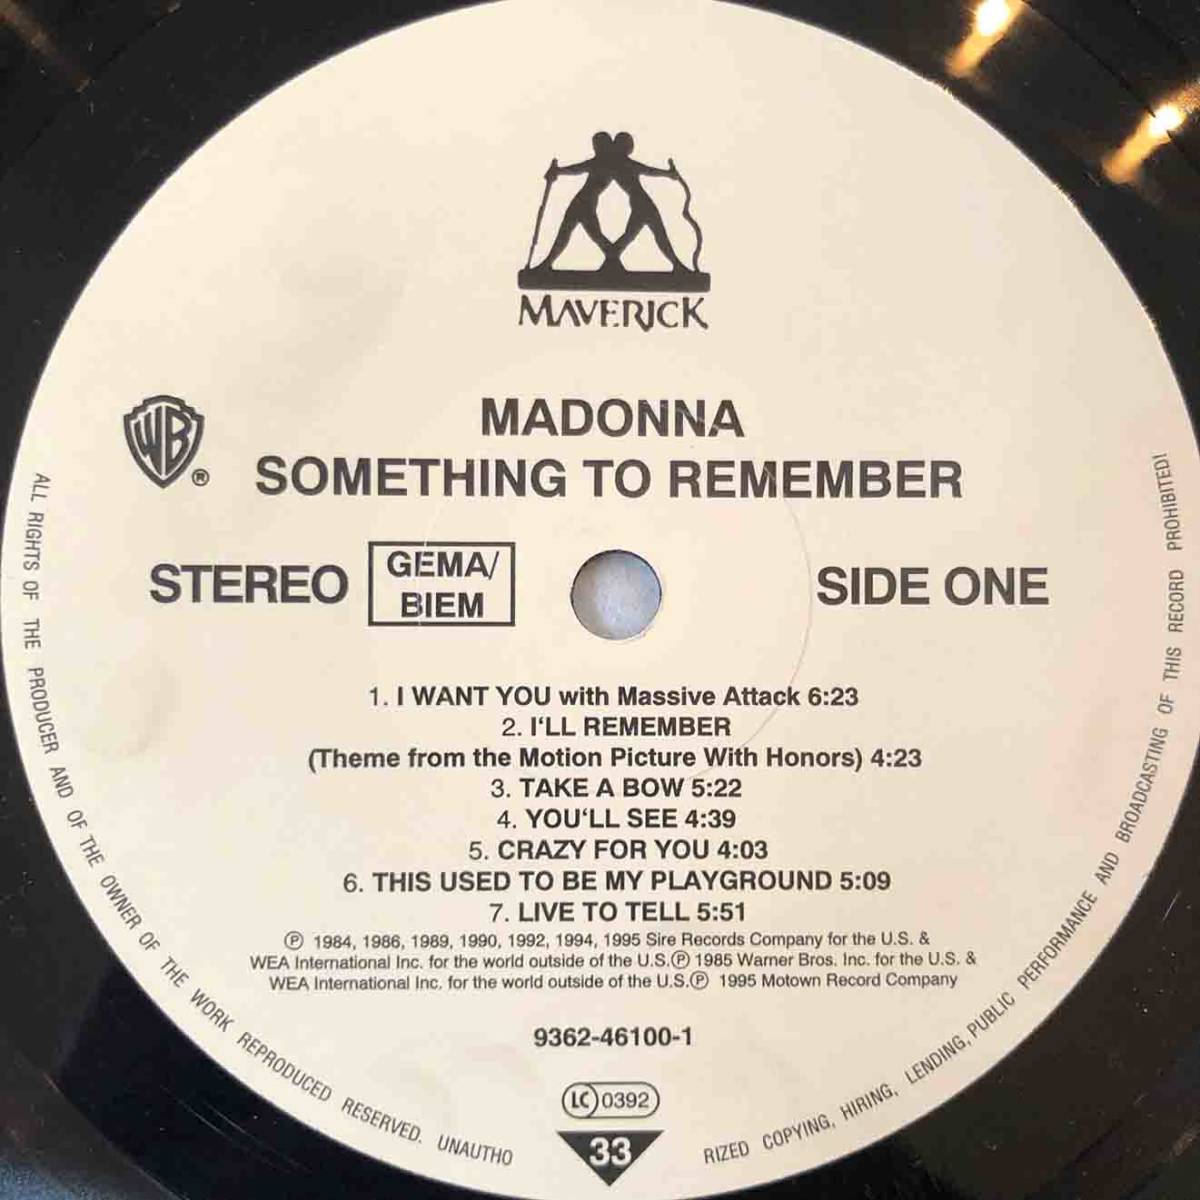 MAVERICK
MADONNA
WB®
SOMETHING TO REMEMBER
STEREO
GEMA/
BIEM
SIDE ONE
1. I WANT YOU with Massive Attack 6:23
2. I‘LL REMEMBER
(Theme from the Motion Picture With Honors) 4:23
3. TAKE A BOW 5:22
4. YOU‘LL SEE 4:39
5. CRAZY FOR YOU 4:03
6. THIS USED TO BE MY PLAYGROUND 5:09
7. LIVE TO TELL 5:51
℗ 1984, 1986, 1989, 1990, 1992, 1994, 1995 Sire Records Company for the U.S. &
WEA International Inc. for the world outside of the U.S.℗ 1985 Warner Bros. Inc. for the U.S. &
WEA International Inc. for the world outside of the U.S.℗ 1995 Motown Record Company
9362-46100-1
LC 0392
33
ALL RIGHTS OF THE PRODUCER AND OF THE OWNER OF THE WORK REPRODUCED RESERVED. UNAUTHO
RIZED COPYING, HIRING, LENDING, PUBLIC PERFORMANCE AND BROADCASTING OF THIS RECORD PROHIBITED!